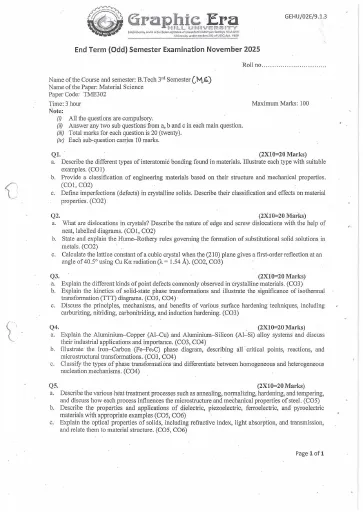 GEHU/02E/9.1.3
Graphic Era
HILL UNIVERSITY
End Term (Odd) Semester Examination November 2025
Roll no..............................
Name of the Course and semester: B.Tech 3rd Semester (M.E)
Name of the Paper: Material Science
Paper Code: TME302
Time: 3 hour Maximum Marks: 100
Note:
(i) All the questions are compulsory.
(ii) Answer any two sub questions from a, b and c in each main question.
(iii) Total marks for each question is 20 (twenty).
(iv) Each sub-question carries 10 marks.
Q1. (2X10=20 Marks)
a. Describe the different types of interatomic bonding found in materials. Illustrate each type with suitable
examples. (CO1)
b. Provide a classification of engineering materials based on their structure and mechanical properties.
(CO1, CO2)
c. Define imperfections (defects) in crystalline solids. Describe their classification and effects on material
properties. (CO2)
Q2. (2X10=20 Marks)
a. What are dislocations in crystals? Describe the nature of edge and screw dislocations with the help of
neat, labelled diagrams. (CO1, CO2)
b. State and explain the Hume–Rothery rules governing the formation of substitutional solid solutions in
metals. (CO2)
c. Calculate the lattice constant of a cubic crystal when the (210) plane gives a first-order reflection at an
angle of 40.5° using Cu Kα radiation (λ = 1.54 Å). (CO2, CO3)
Q3. (2X10=20 Marks)
a. Explain the different kinds of point defects commonly observed in crystalline materials. (CO3)
b. Explain the kinetics of solid-state phase transformations and illustrate the significance of isothermal
transformation (TTT) diagrams. (CO3, CO4)
c. Discuss the principles, mechanisms, and benefits of various surface hardening techniques, including
carburizing, nitriding, carbonitriding, and induction hardening. (CO3)
Q4. (2X10=20 Marks)
a. Explain the Aluminium–Copper (Al–Cu) and Aluminium–Silicon (Al–Si) alloy systems and discuss
their industrial applications and importance. (CO3, CO4)
b. Illustrate the Iron–Carbon (Fe–Fe₃C) phase diagram, describing all critical points, reactions, and
microstructural transformations. (CO3, CO4)
c. Classify the types of phase transformations and differentiate between homogeneous and heterogeneous
nucleation mechanisms. (CO4)
Q5. (2X10=20 Marks)
a. Describe the various heat treatment processes such as annealing, normalizing, hardening, and tempering,
and discuss how each process influences the microstructure and mechanical properties of steel. (CO5)
b. Describe the properties and applications of dielectric, piezoelectric, ferroelectric, and pyroelectric
materials with appropriate examples (CO5, CO6)
c. Explain the optical properties of solids, including refractive index, light absorption, and transmission,
and relate them to material structure. (CO5, CO6)
Page 1 of 1